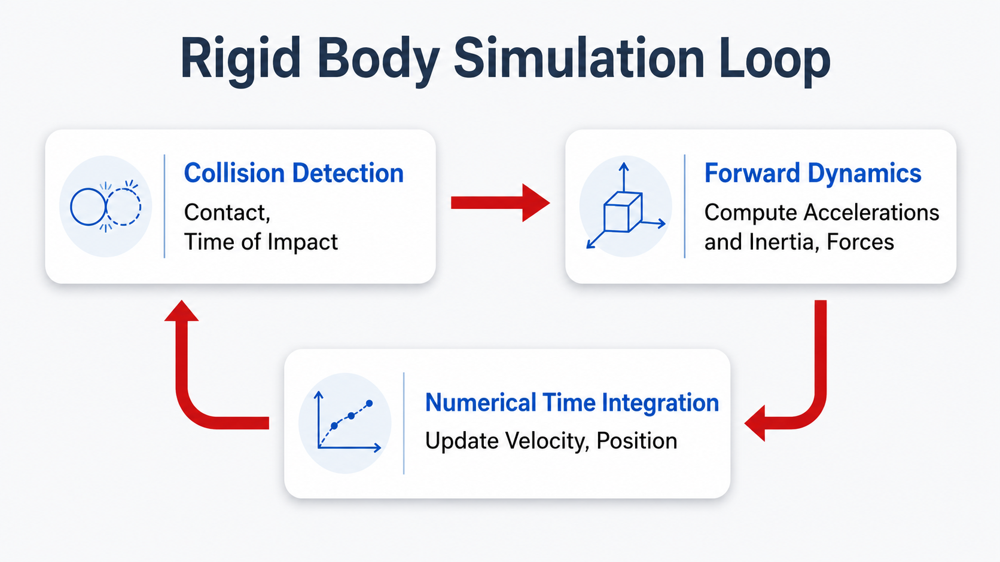 Rigid Body Simulation Loop
Collision Detection
Contact,
Time of Impact
Forward Dynamics
Compute Accelerations
and Inertia, Forces
Numerical Time Integration
Update Velocity, Position